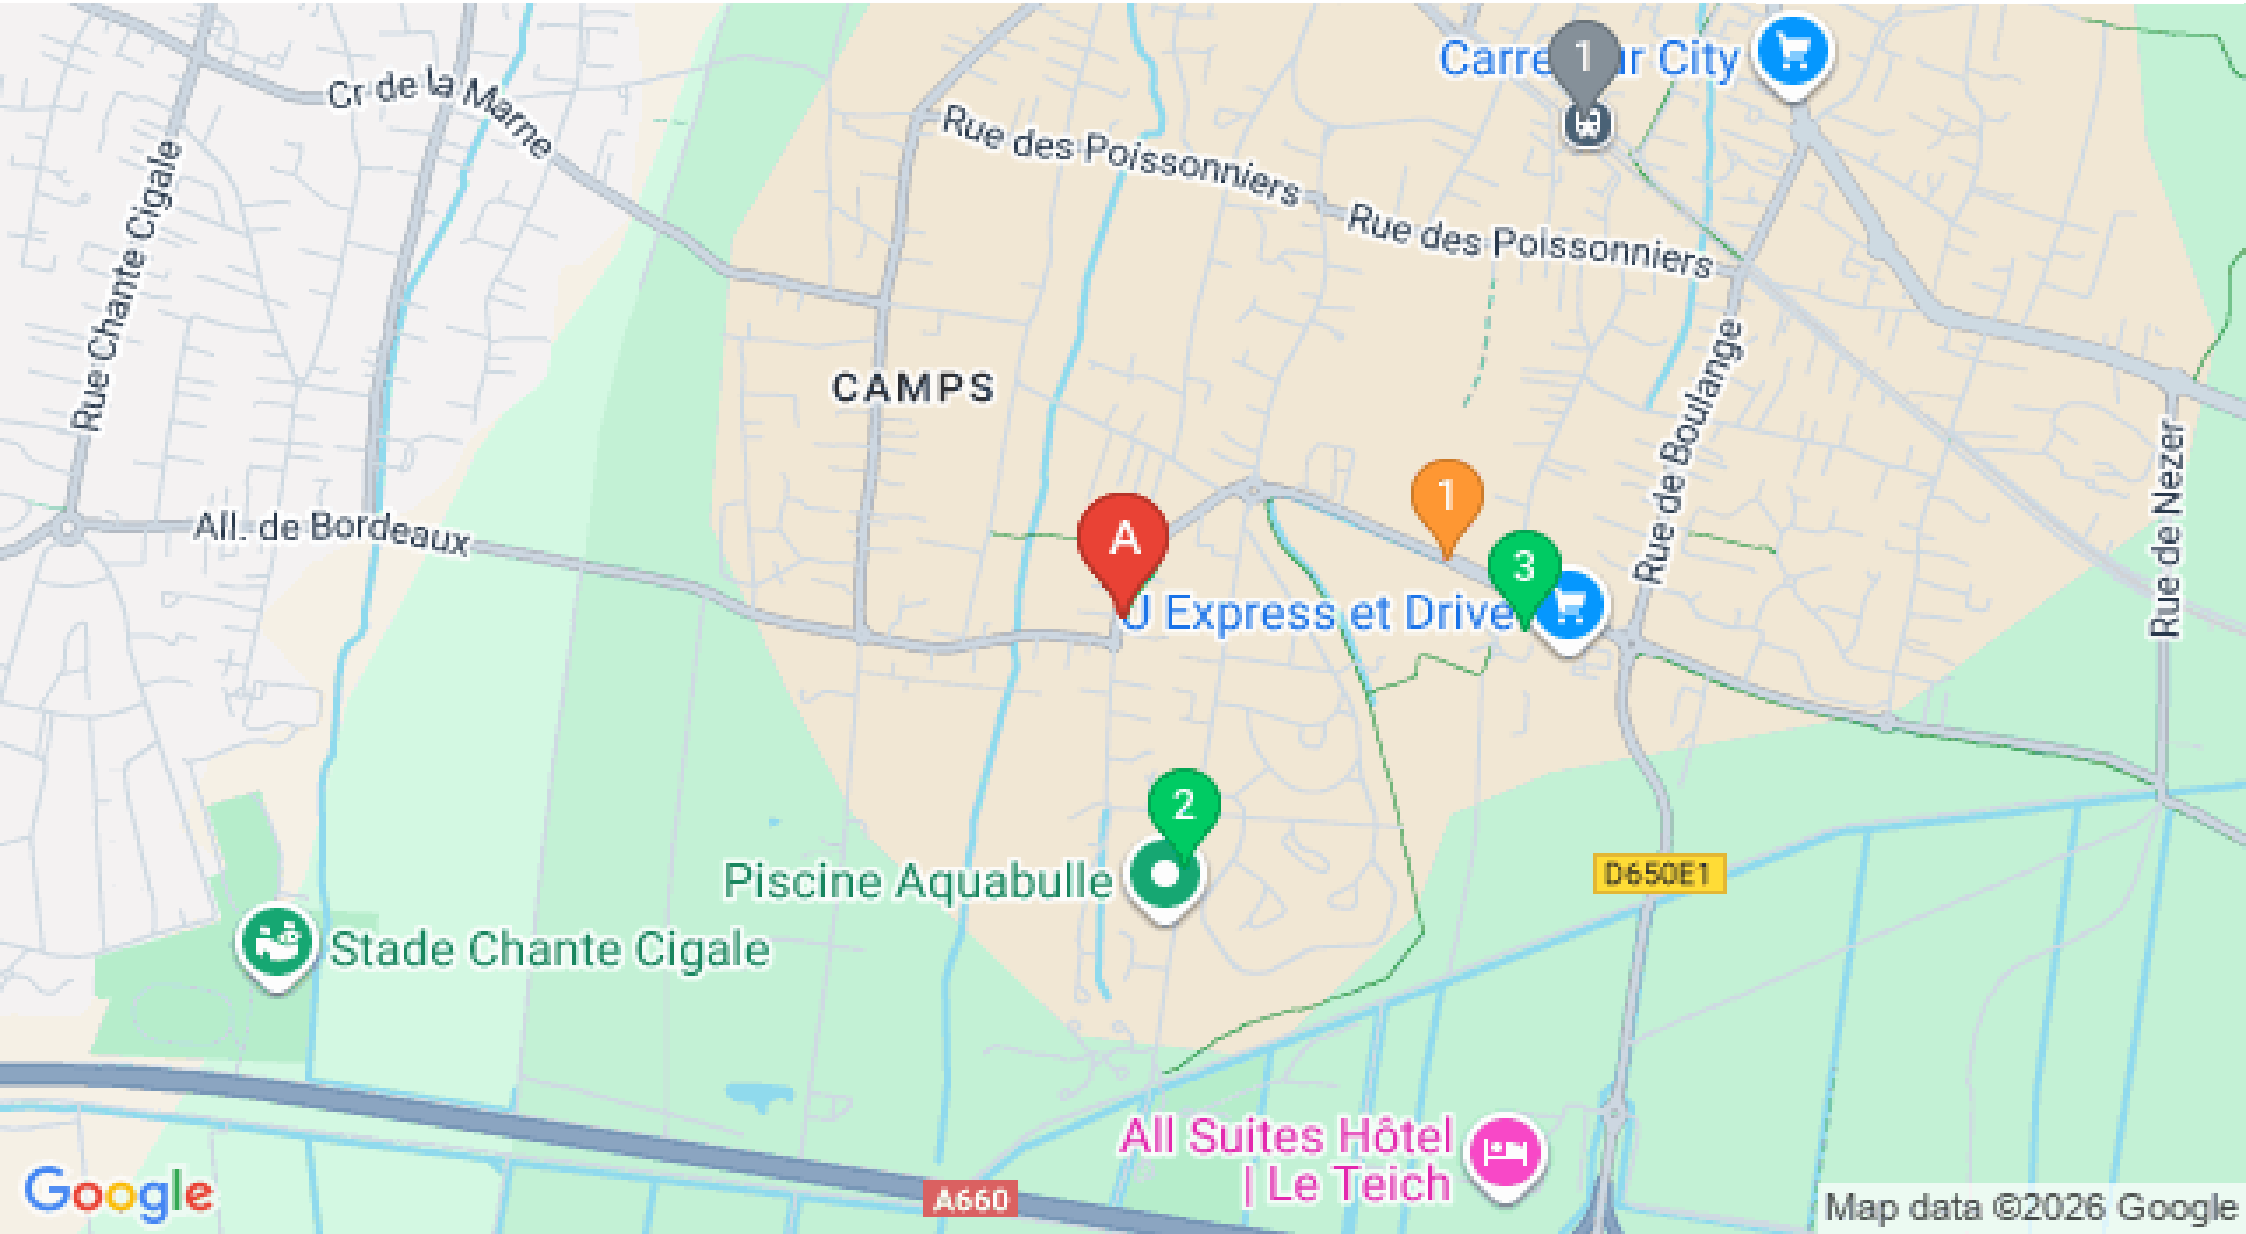 Carre
ur City
1
Cr de la Marne
Rue des Poissonniers
Rue des Poissonniers
Rue Chante Cigale
CAMPS
Rue de Boulange
Rue de Nezer
1
A
3
All. de Bordeaux
U Express et Drive
2
Piscine Aquabulle
D650E1
Stade Chante Cigale
All Suites Hôtel
| Le Teich
Google
A660
Map data ©2026 Google